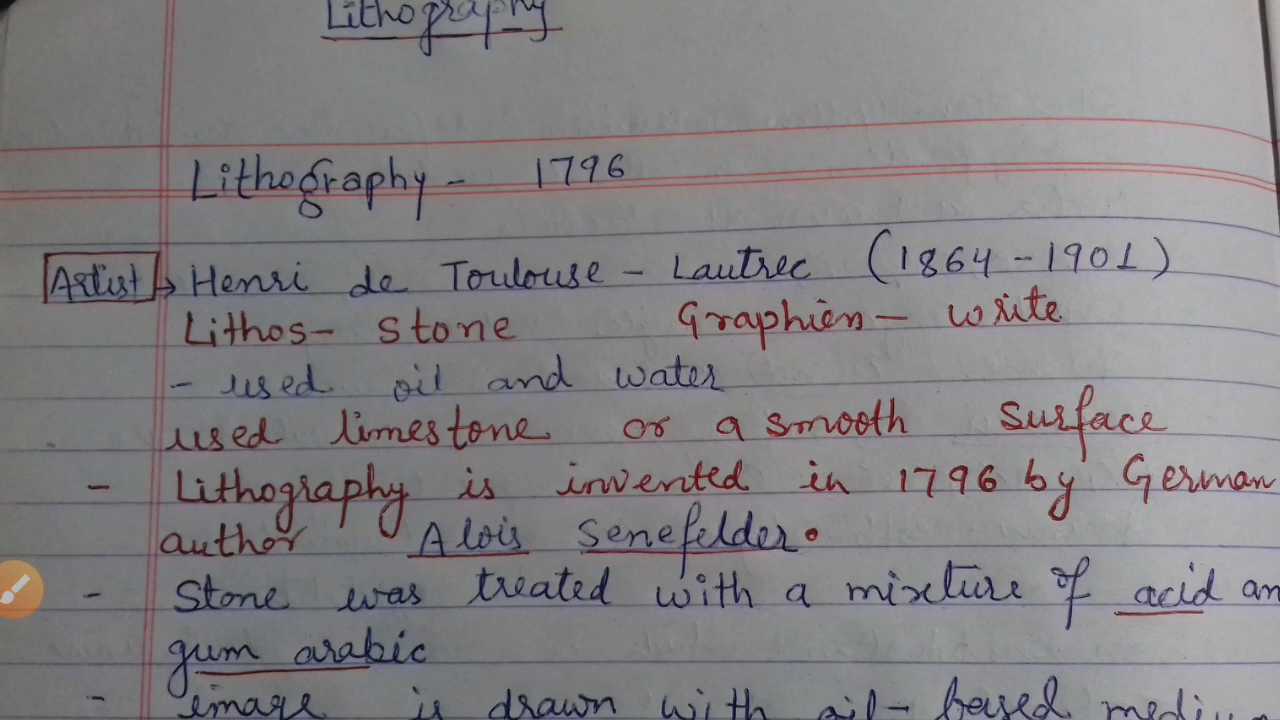 Lithography
Lithography - 1796
Artist → Henri de Toulouse - Lautrec (1864 - 1901)
Lithos - stone Graphien - write
- used oil and water
used limestone or a smooth surface
- Lithography is invented in 1796 by German
author Alois Senefelder.
- Stone was treated with a mixture of acid an
gum arabic
- image is drawn with oil - based mediu